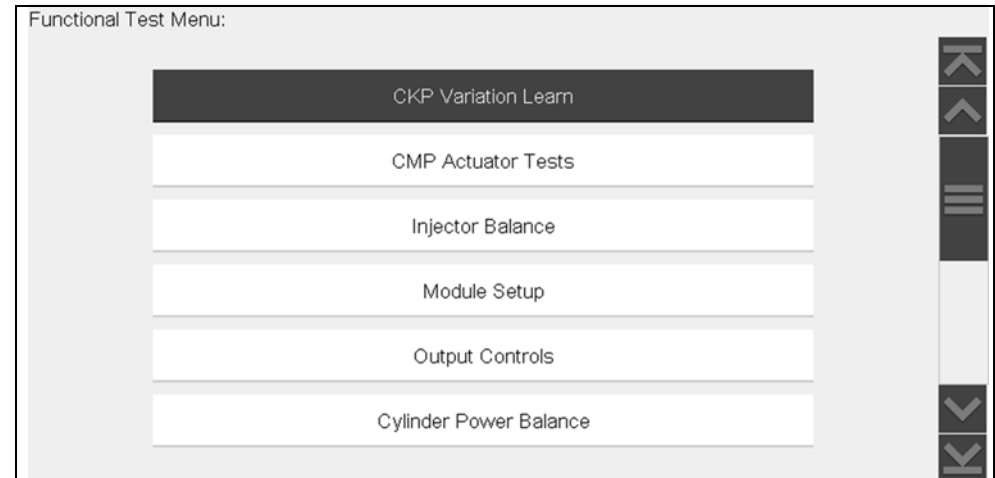 Functional Test Menu:
CKP Variation Learn
CMP Actuator Tests
Injector Balance
Module Setup
Output Controls
Cylinder Power Balance